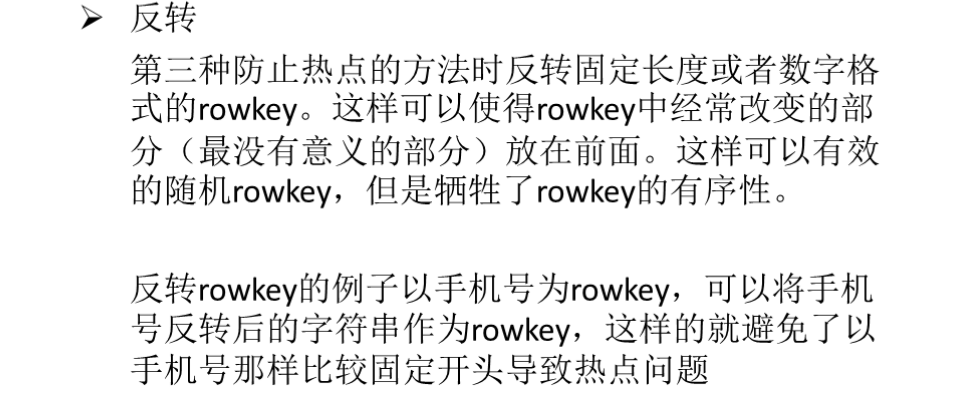 ➢ 反转
第三种防止热点的方法时反转固定长度或者数字格
式的rowkey。这样可以使得rowkey中经常改变的部
分（最没有意义的部分）放在前面。这样可以有效
的随机rowkey，但是牺牲了rowkey的有序性。
反转rowkey的例子以手机号为rowkey，可以将手机
号反转后的字符串作为rowkey，这样的就避免了以
手机号那样比较固定开头导致热点问题